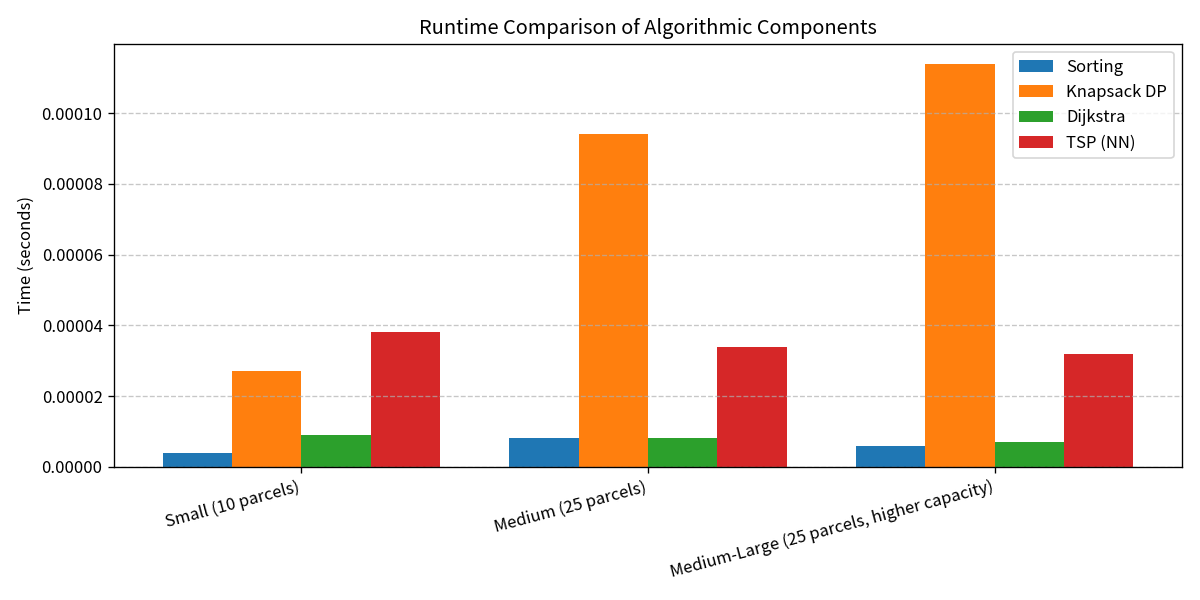 Runtime Comparison of Algorithmic Components
Sorting
Knapsack DP
Dijkstra
TSP (NN)
Time (seconds)
0.00010
0.00008
0.00006
0.00004
0.00002
0.00000
Small (10 parcels)
Medium (25 parcels)
Medium-Large (25 parcels, higher capacity)